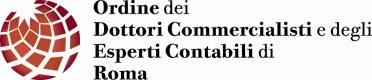 Ordine dei
Dottori Commercialisti e degli
Esperti Contabili di
Roma